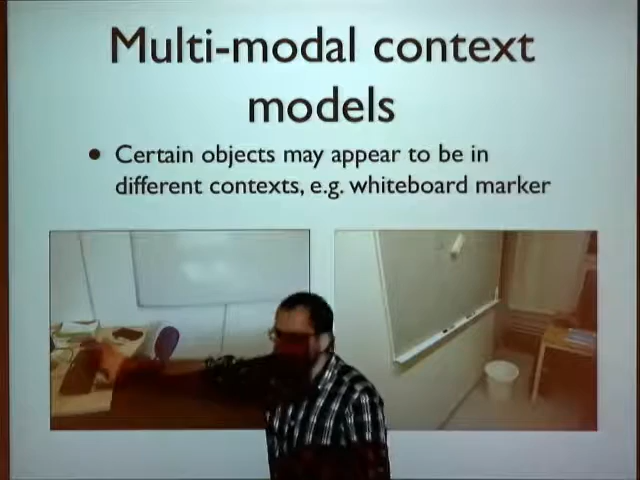 Multi-modal context
models
• Certain objects may appear to be in
different contexts, e.g. whiteboard marker